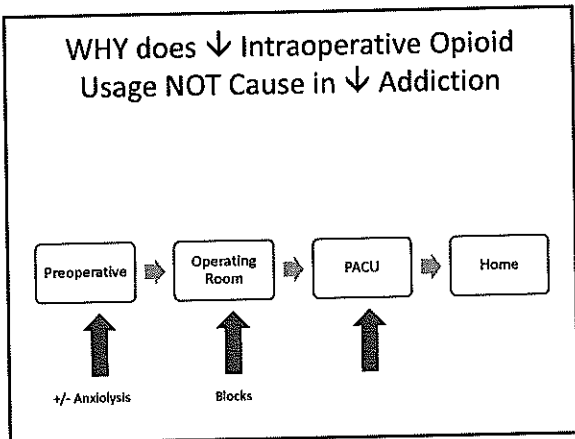 WHY does ↓ Intraoperative Opioid
Usage NOT Cause in ↓ Addiction
Preoperative
Operating
Room
PACU
Home
+/- Anxiolysis
Blocks